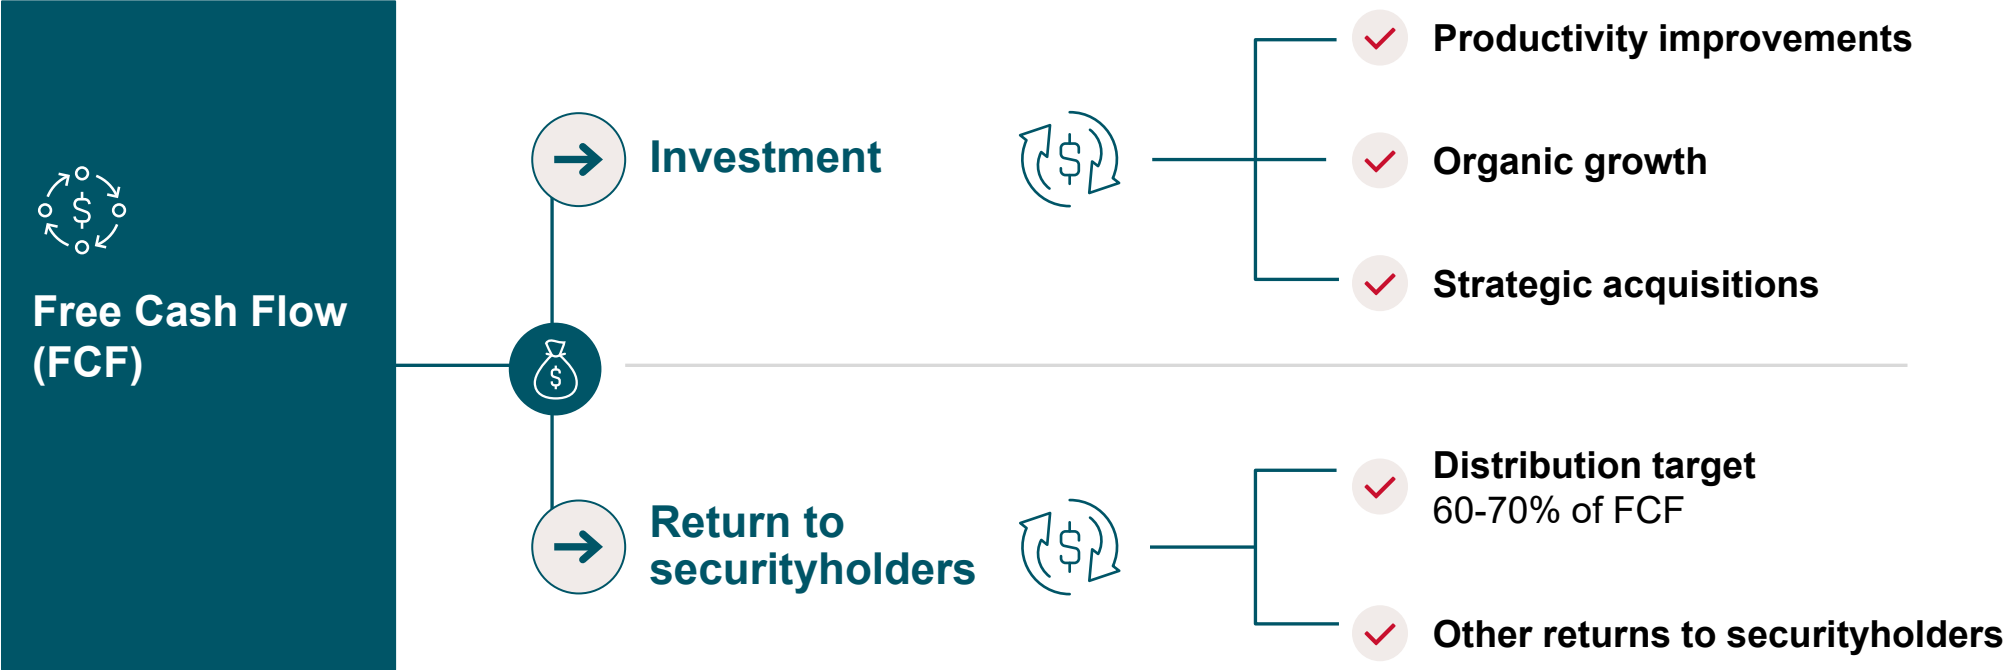 Free Cash Flow
(FCF)
Investment
Productivity improvements
Organic growth
Strategic acquisitions
Return to
securityholders
Distribution target
60-70% of FCF
Other returns to securityholders